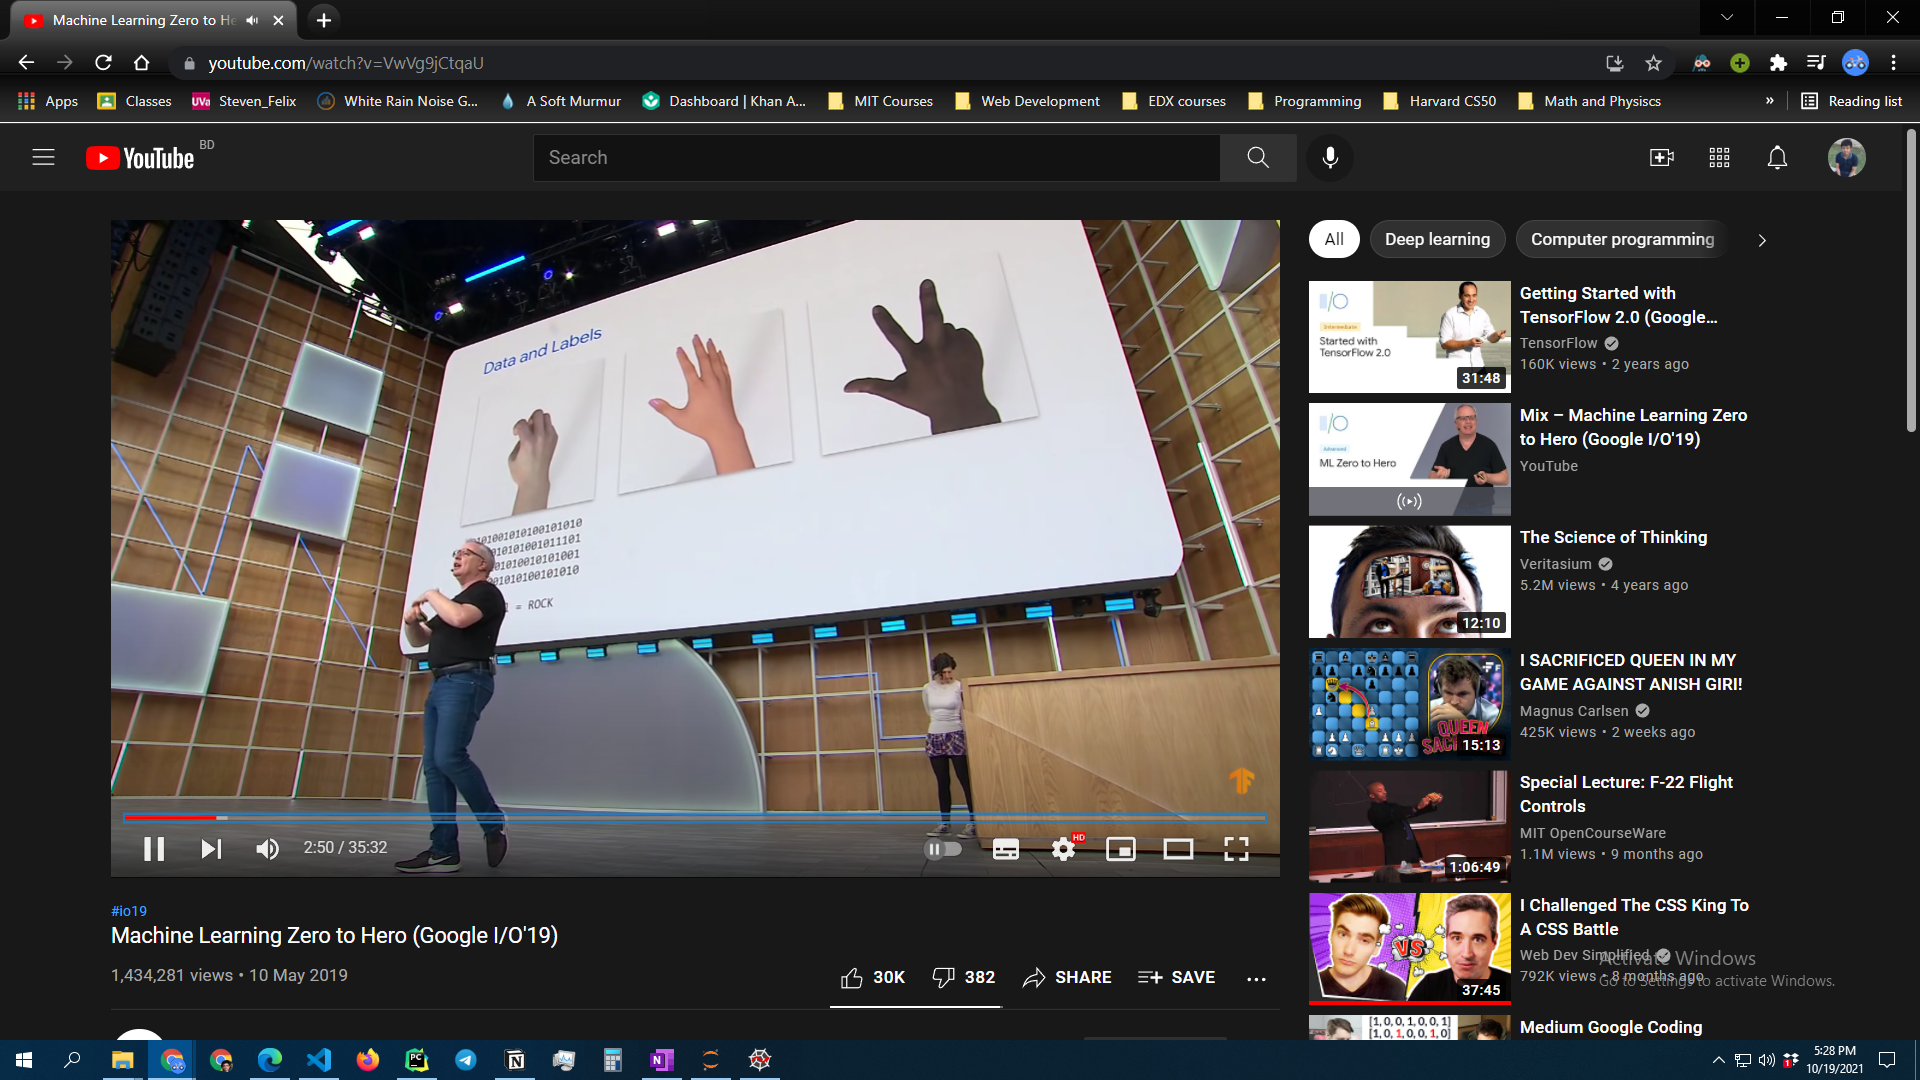 Machine Learning Zero to He
youtube.com/watch?v=VwVg9jCtqaU
Apps
Classes
UVa
Steven_Felix
White Rain Noise G...
A Soft Murmur
Dashboard | Khan A...
MIT Courses
Web Development
EDX courses
Programming
Harvard CS50
Math and Physiscs
»
Reading list
YouTube
BD
Search
All
Deep learning
Computer programming
Data and Labels
= ROCK
2:50 / 35:32
HD
#io19
Machine Learning Zero to Hero (Google I/O'19)
1,434,281 views • 10 May 2019
30K
382
SHARE
SAVE
I/O
Intermediate
Started with
TensorFlow 2.0
31:48
Getting Started with
TensorFlow 2.0 (Google...
TensorFlow
160K views • 2 years ago
I/O
Advanced
ML Zero to Hero
Mix – Machine Learning Zero
to Hero (Google I/O'19)
YouTube
12:10
The Science of Thinking
Veritasium
5.2M views • 4 years ago
QUEEN
15:13
I SACRIFICED QUEEN IN MY
GAME AGAINST ANISH GIRI!
Magnus Carlsen
425K views • 2 weeks ago
1:06:49
Special Lecture: F-22 Flight
Controls
MIT OpenCourseWare
1.1M views • 9 months ago
VS
37:45
I Challenged The CSS King To
A CSS Battle
Web Dev Simplified
792K views • 8 months ago
Activate Windows
Go to Settings to activate Windows.
[1, 0, 0, 1, 0, 0, 1]
[1, 0, 1, 0, 0, 1, 0]
Medium Google Coding
PC
N
N
5:28 PM
10/19/2021